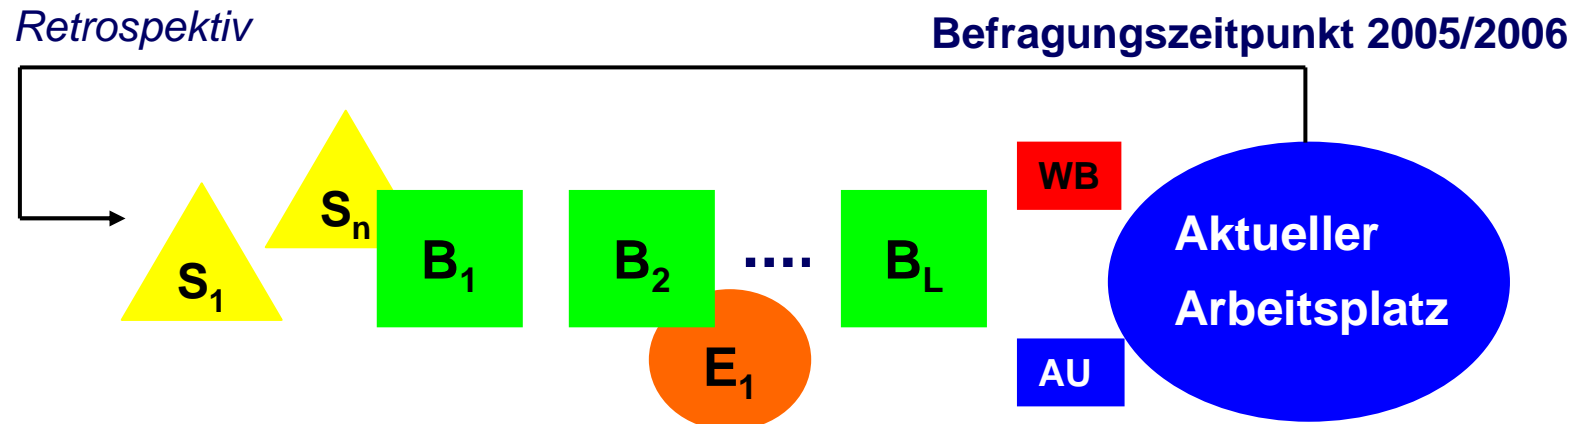 Retrospektiv
Befragungszeitpunkt 2005/2006
S1
Sn
B1
B2
....
BL
E1
WB
AU
Aktueller
Arbeitsplatz